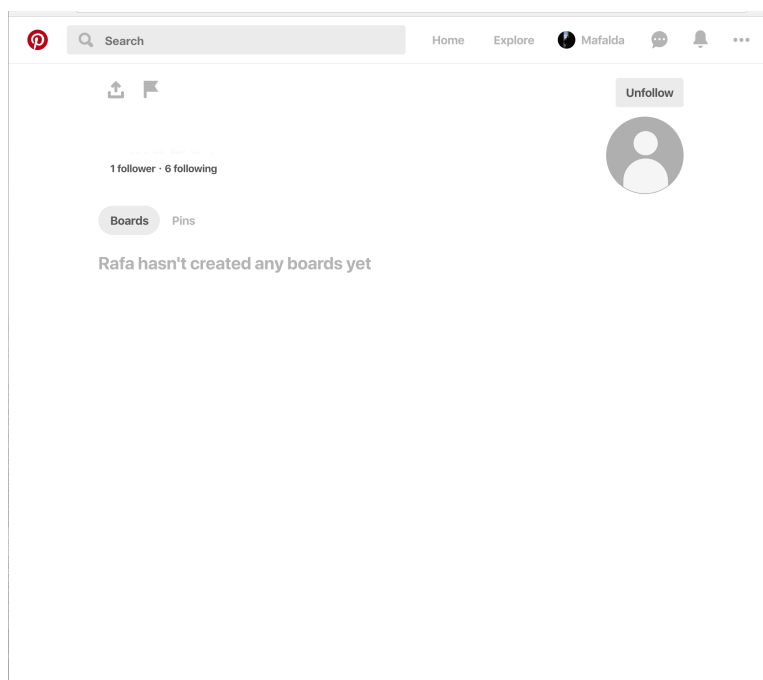 Search
Home
Explore
Mafalda
Unfollow
1 follower · 6 following
Boards
Pins
Rafa hasn't created any boards yet